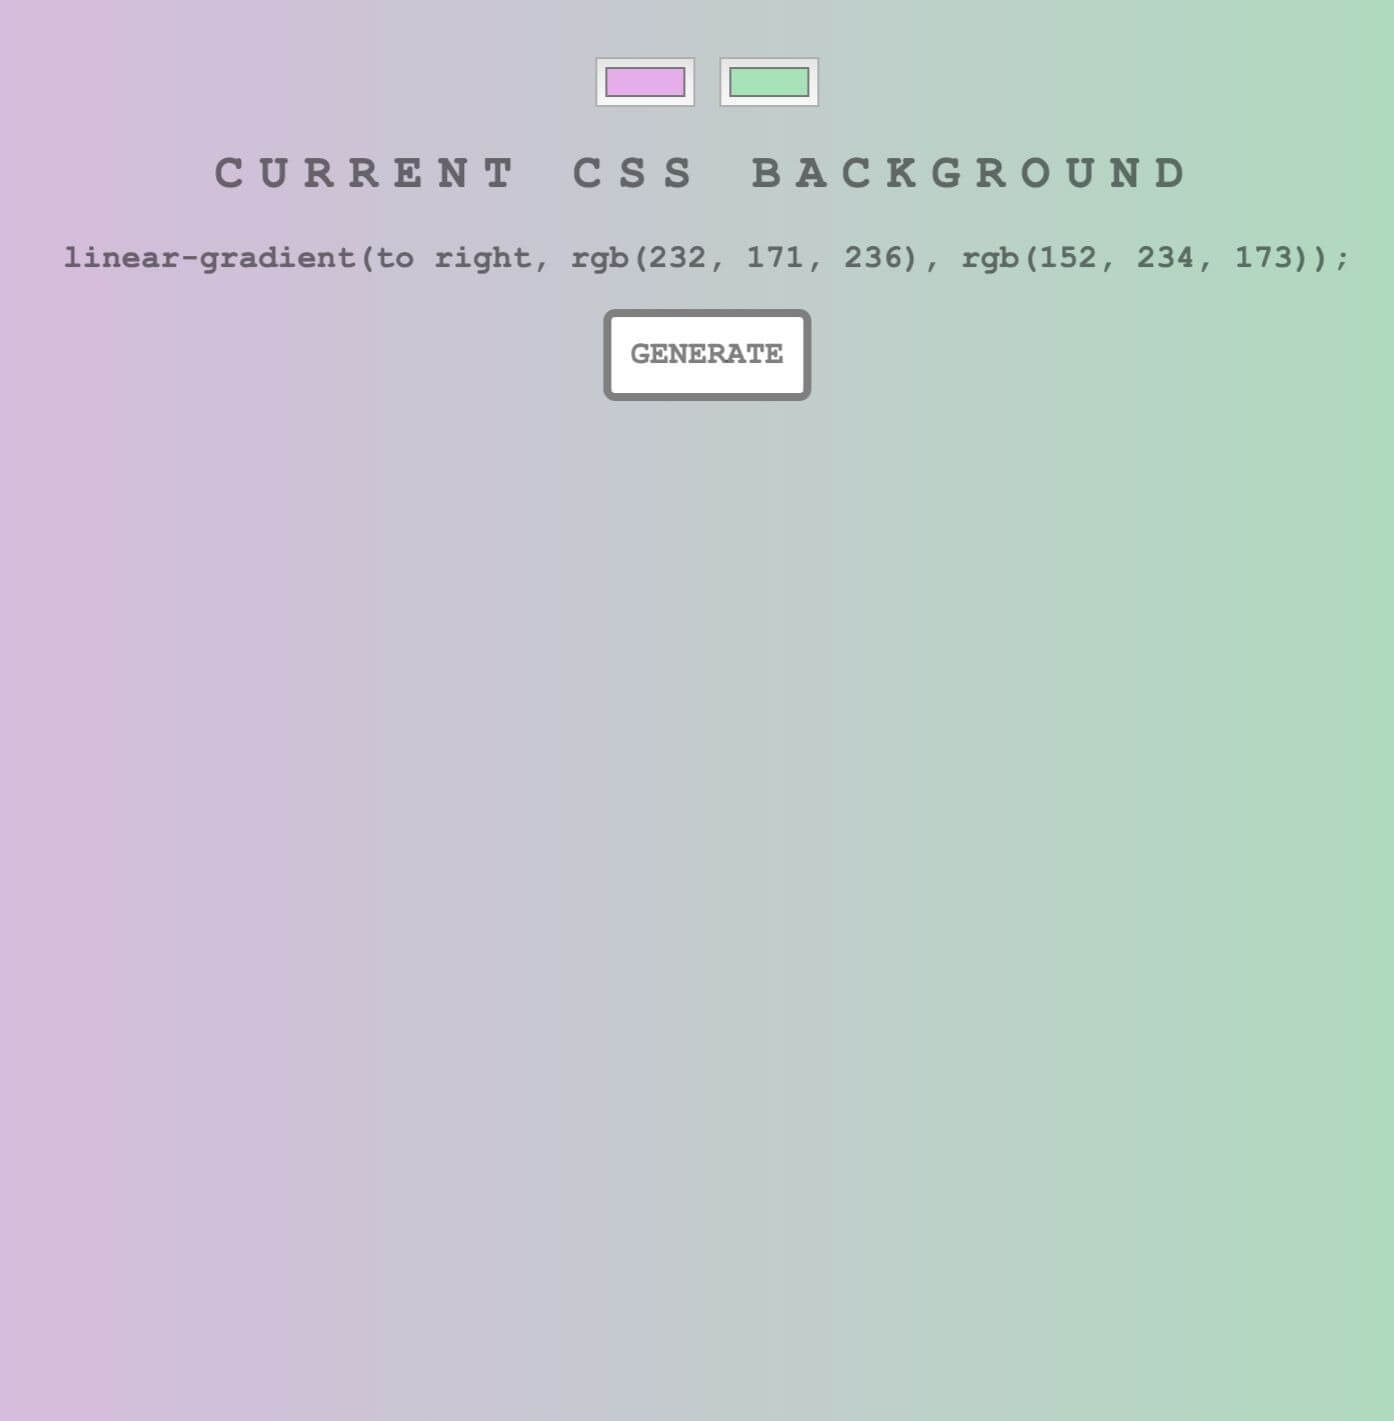 CURRENT CSS BACKGROUND
linear-gradient(to right, rgb(232, 171, 236), rgb(152, 234, 173));
GENERATE